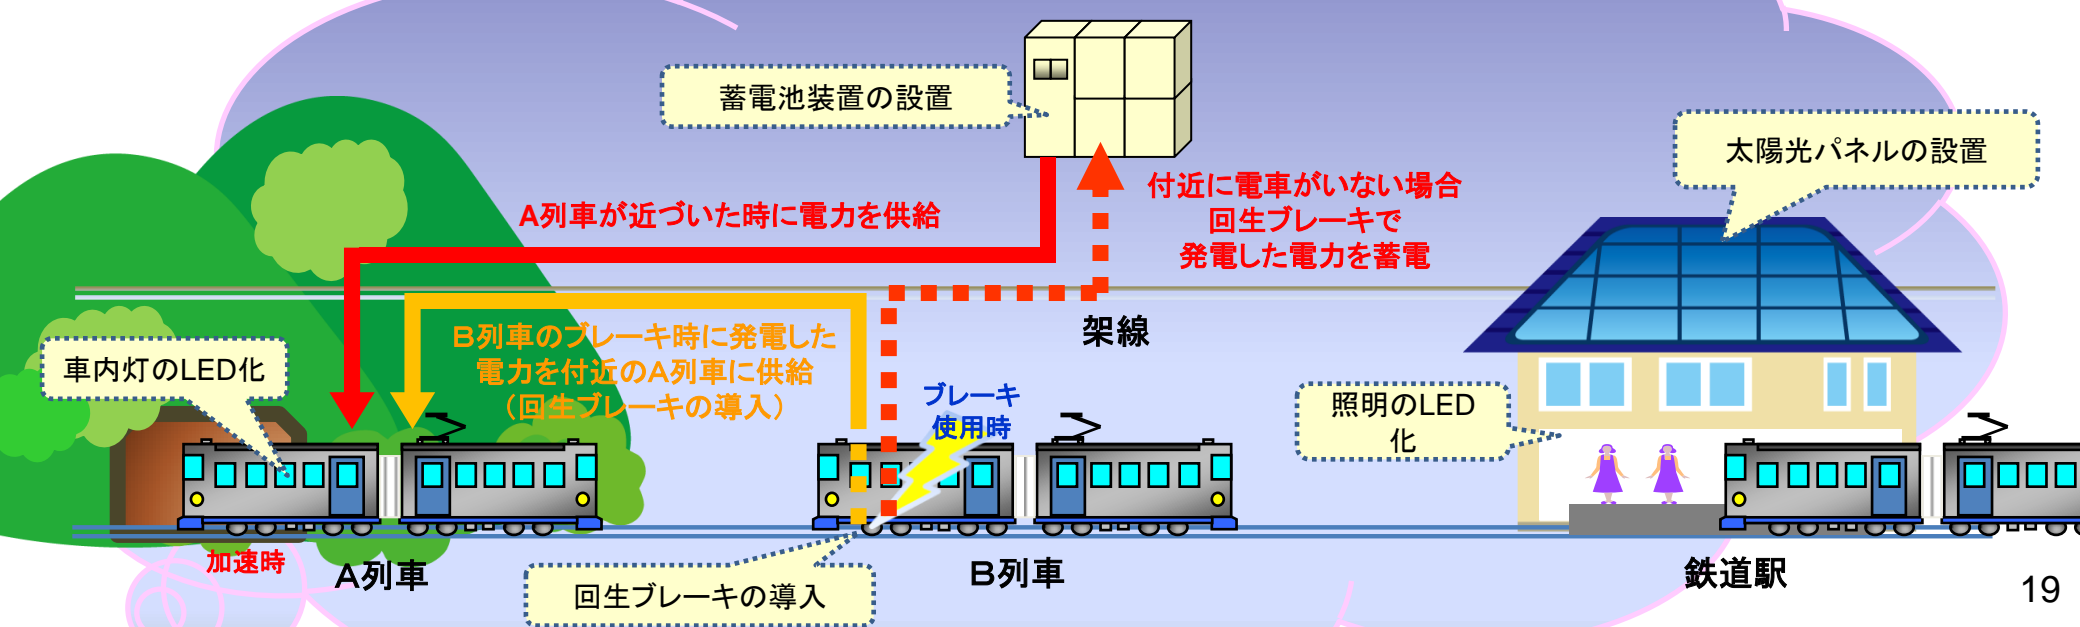 蓄電池装置の設置
太陽光パネルの設置
付近に電車がいない場合
回生ブレーキで
発電した電力を蓄電
A列車が近づいた時に電力を供給
架線
B列車のブレーキ時に発電した
電力を付近のA列車に供給
（回生ブレーキの導入）
車内灯のLED化
ブレーキ
使用時
照明のLED
化
加速時
A列車
回生ブレーキの導入
B列車
鉄道駅
19